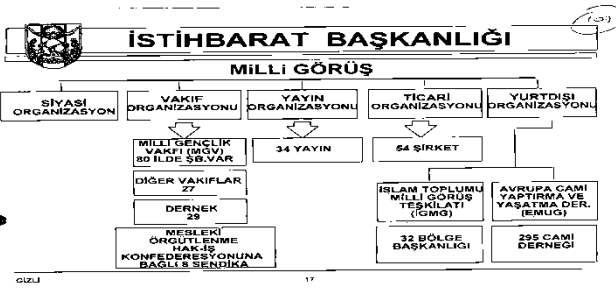 İSTİHBARAT BAŞKANLIĞI
MİLLİ GÖRÜŞ
SİYASİ
ORGANİZASYON
VAKIF
ORGANİZASYONU
YAYIN
ORGANİZASYONU
TİCARİ
ORGANİZASYONU
YURTDIŞI
ORGANİZASYONU
MİLLİ GENÇLİK
VAKFI (MGV)
80 İLDE ŞB.VAR
34 YAYIN
54 ŞİRKET
DİĞER VAKIFLAR
27
DERNEK
29
MESLEKİ
ÖRGÜTLENME
HAK-İŞ
KONFEDERESYONUNA
BAĞLI 8 SENDİKA
İSLAM TOPLUMU
MİLLİ GÖRÜŞ
TEŞKİLATI
(İGMG)
32 BÖLGE
BAŞKANLIGI
AVRUPA CAMİ
YAPTIRMA VE
YAŞATMA DER.
(EMUG)
295 CAMİ
DERNEĞİ
GİZLİ
17